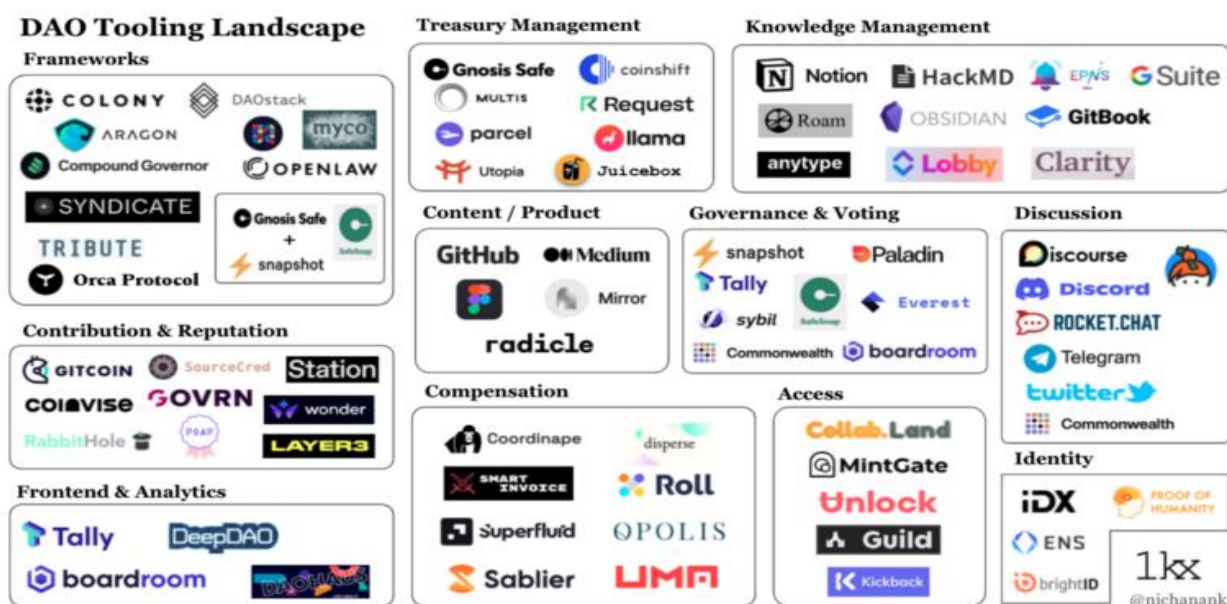 DAO Tooling Landscape
Frameworks
COLONY
DAOstack
ARAGON
myco
Compound Governor
OPENLAW
SYNDICATE
TRIBUTE
Orca Protocol
Gnosis Safe
+
snapshot
SafeSnap
Treasury Management
Gnosis Safe
coinshift
MULTIS
Request
parcel
llama
Utopia
Juicebox
Knowledge Management
Notion
HackMD
EPNS
G Suite
Roam
OBSIDIAN
GitBook
anytype
Lobby
Clarity
Content / Product
GitHub
Medium
Mirror
radicle
Governance & Voting
snapshot
Paladin
Tally
SafeSnap
Everest
sybil
Commonwealth
boardroom
Discussion
Discourse
Discord
ROCKET.CHAT
Telegram
twitter
Commonwealth
Contribution & Reputation
GITCOIN
SourceCred
Station
COINVISE
GOVRN
wonder
RabbitHole
POAP
LAYER3
Compensation
Coordinape
disperse
SMART INVOICE
Roll
Superfluid
OPOLIS
Sablier
UMA
Access
Collab.Land
MintGate
Unlock
Guild
Kickback
Identity
iDX
PROOF OF HUMANITY
ENS
brightID
Frontend & Analytics
Tally
DeepDAO
boardroom
DAOHAUS
1kx
@nichanank